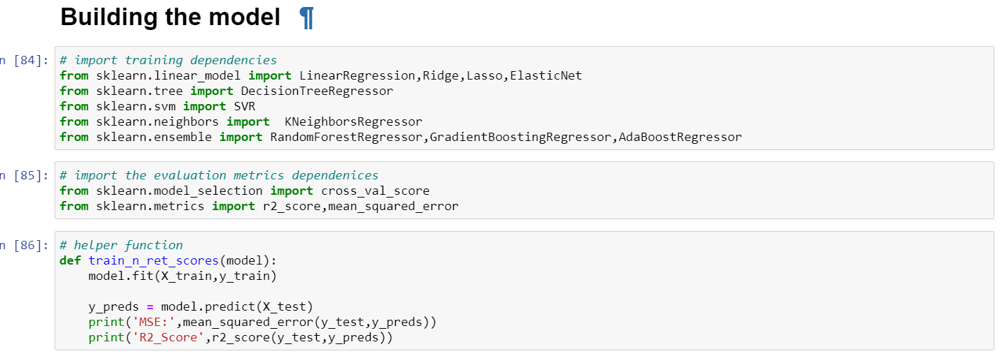 Building the model ¶
n [84]: # import training dependencies
from sklearn.linear_model import LinearRegression,Ridge,Lasso,ElasticNet
from sklearn.tree import DecisionTreeRegressor
from sklearn.svm import SVR
from sklearn.neighbors import  KNeighborsRegressor
from sklearn.ensemble import RandomForestRegressor,GradientBoostingRegressor,AdaBoostRegressor
n [85]: # import the evaluation metrics dependenices
from sklearn.model_selection import cross_val_score
from sklearn.metrics import r2_score,mean_squared_error
n [86]: # helper function
def train_n_ret_scores(model):
    model.fit(X_train,y_train)
    y_preds = model.predict(X_test)
    print('MSE:',mean_squared_error(y_test,y_preds))
    print('R2_Score',r2_score(y_test,y_preds))